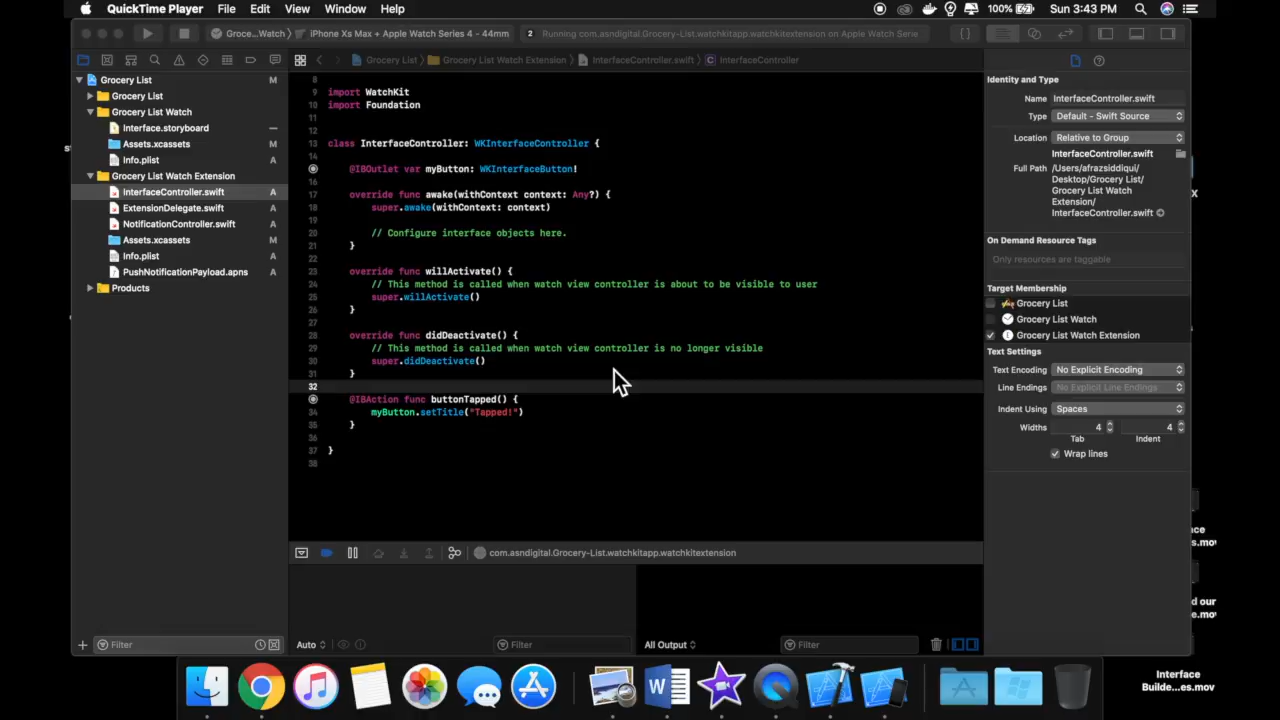 QuickTime Player File Edit View Window Help 100% Sun 3:43 PM
Groce...Watch iPhone Xs Max + Apple Watch Series 4 - 44mm 2 Running com.asndigital.Grocery-List.watchkitapp.watchkitextension on Apple Watch Serie
Grocery List M
Grocery List
Grocery List Watch
Interface.storyboard
Assets.xcassets M
Info.plist A
Grocery List Watch Extension
InterfaceController.swift A
ExtensionDelegate.swift A
NotificationController.swift A
Assets.xcassets M
Info.plist A
PushNotificationPayload.apns A
Products
Filter
Grocery List Grocery List Watch Extension InterfaceController.swift C InterfaceController
8
9 import WatchKit
10 import Foundation
11
12
13 class InterfaceController: WKInterfaceController {
14
@IBOutlet var myButton: WKInterfaceButton!
16
17 override func awake(withContext context: Any?) {
18 super.awake(withContext: context)
19
20 // Configure interface objects here.
21 }
22
23 override func willActivate() {
24 // This method is called when watch view controller is about to be visible to user
25 super.willActivate()
26 }
27
28 override func didDeactivate() {
29 // This method is called when watch view controller is no longer visible
30 super.didDeactivate()
31 }
32
@IBAction func buttonTapped() {
34 myButton.setTitle("Tapped!")
35 }
36
37 }
38
com.asndigital.Grocery-List.watchkitapp.watchkitextension
Auto Filter All Output Filter
Identity and Type
Name InterfaceController.swift
Type Default - Swift Source
Location Relative to Group
InterfaceController.swift
Full Path /Users/afrazsiddiqui/
Desktop/Grocery List/
Grocery List Watch
Extension/
InterfaceController.swift
On Demand Resource Tags
Only resources are taggable
Target Membership
Grocery List
Grocery List Watch
Grocery List Watch Extension
Text Settings
Text Encoding No Explicit Encoding
Line Endings No Explicit Line Endings
Indent Using Spaces
Widths 4 4
Tab Indent
Wrap lines
Interface
Builde...es.mov